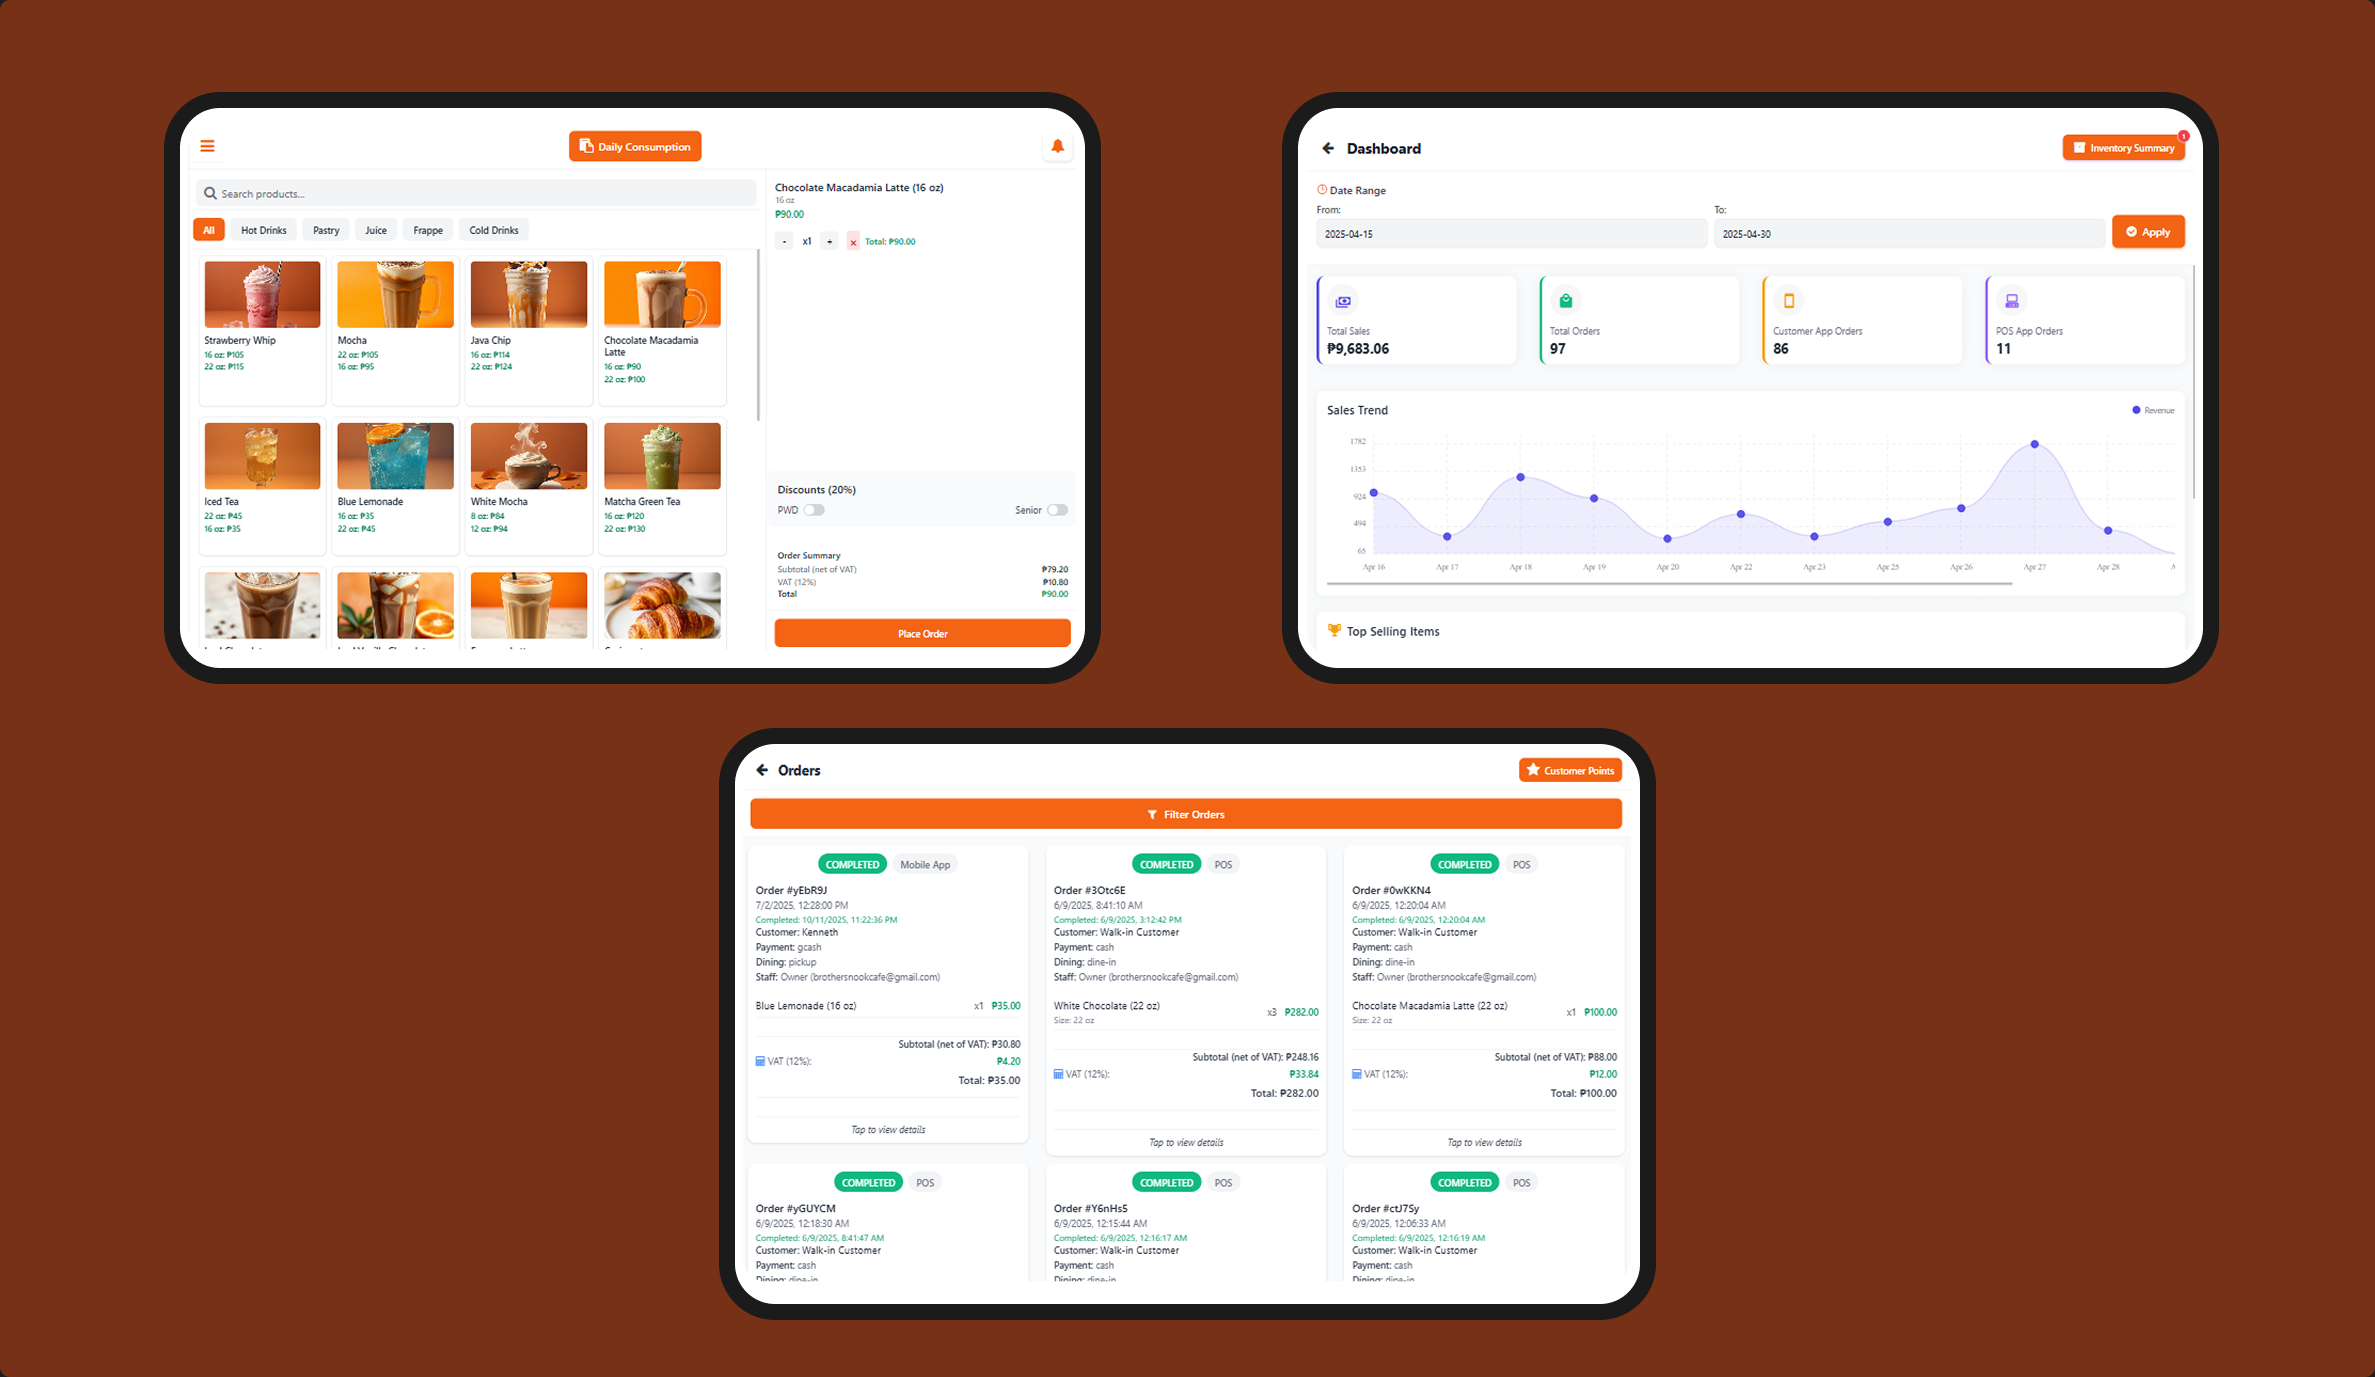 Daily Consumption
Search products...
All Hot Drinks Pastry Juice Frappe Cold Drinks
Strawberry Whip
16 oz: ₱105
22 oz: ₱115
Mocha
22 oz: ₱105
16 oz: ₱95
Java Chip
16 oz: ₱114
22 oz: ₱124
Chocolate Macadamia
Latte
16 oz: ₱90
22 oz: ₱100
Iced Tea
22 oz: ₱45
16 oz: ₱35
Blue Lemonade
16 oz: ₱35
22 oz: ₱45
White Mocha
8 oz: ₱84
12 oz: ₱94
Matcha Green Tea
16 oz: ₱120
22 oz: ₱130
Chocolate Macadamia Latte (16 oz)
16 oz
₱90.00
- x1 + x Total: ₱90.00
Discounts (20%)
PWD Senior
Order Summary
Subtotal (net of VAT) ₱79.20
VAT (12%) ₱10.80
Total ₱90.00
Place Order
Dashboard
Inventory Summary
1
Date Range
From: To:
2025-04-15 2025-04-30
Apply
Total Sales
₱9,683.06
Total Orders
97
Customer App Orders
86
POS App Orders
11
Sales Trend
Revenue
1782
1353
924
494
65
Apr 16 Apr 17 Apr 18 Apr 19 Apr 20 Apr 22 Apr 23 Apr 25 Apr 26 Apr 27 Apr 28
Top Selling Items
Orders
Customer Points
Filter Orders
COMPLETED Mobile App
Order #yEbR9J
7/2/2025, 12:28:00 PM
Completed: 10/11/2025, 11:22:36 PM
Customer: Kenneth
Payment: gcash
Dining: pickup
Staff: Owner (brothersnookcafe@gmail.com)
Blue Lemonade (16 oz) x1 ₱35.00
Subtotal (net of VAT): ₱30.80
VAT (12%): ₱4.20
Total: ₱35.00
Tap to view details
COMPLETED POS
Order #3Otc6E
6/9/2025, 8:41:10 AM
Completed: 6/9/2025, 3:12:42 PM
Customer: Walk-in Customer
Payment: cash
Dining: dine-in
Staff: Owner (brothersnookcafe@gmail.com)
White Chocolate (22 oz)
Size: 22 oz
x3 ₱282.00
Subtotal (net of VAT): ₱248.16
VAT (12%): ₱33.84
Total: ₱282.00
Tap to view details
COMPLETED POS
Order #0wKKN4
6/9/2025, 12:20:04 AM
Completed: 6/9/2025, 12:20:04 AM
Customer: Walk-in Customer
Payment: cash
Dining: dine-in
Staff: Owner (brothersnookcafe@gmail.com)
Chocolate Macadamia Latte (22 oz)
Size: 22 oz
x1 ₱100.00
Subtotal (net of VAT): ₱88.00
VAT (12%): ₱12.00
Total: ₱100.00
Tap to view details
COMPLETED POS
Order #yGUYCM
6/9/2025, 12:18:30 AM
Completed: 6/9/2025, 8:41:47 AM
Customer: Walk-in Customer
Payment: cash
Dining: dine-in
COMPLETED POS
Order #Y6nHs5
6/9/2025, 12:15:44 AM
Completed: 6/9/2025, 12:16:17 AM
Customer: Walk-in Customer
Payment: cash
Dining: dine-in
COMPLETED POS
Order #ctJ7Sy
6/9/2025, 12:06:33 AM
Completed: 6/9/2025, 12:16:19 AM
Customer: Walk-in Customer
Payment: cash
Dining: dine-in